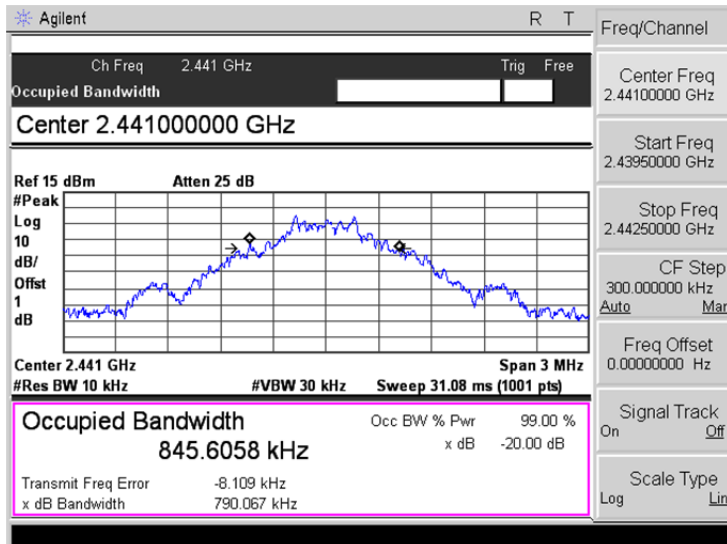 Agilent R T
Freq/Channel
Ch Freq 2.441 GHz Trig Free
Occupied Bandwidth
Center 2.441000000 GHz
Center Freq
2.44100000 GHz
Start Freq
2.43950000 GHz
Stop Freq
2.44250000 GHz
CF Step
300.000000 kHz
Auto Man
Freq Offset
0.00000000 Hz
Signal Track
On Off
Scale Type
Log Lin
Ref 15 dBm Atten 25 dB
#Peak
Log
10
dB/
Offst
1
dB
Center 2.441 GHz Span 3 MHz
#Res BW 10 kHz #VBW 30 kHz Sweep 31.08 ms (1001 pts)
Occupied Bandwidth Occ BW % Pwr 99.00 %
845.6058 kHz x dB -20.00 dB
Transmit Freq Error -8.109 kHz
x dB Bandwidth 790.067 kHz